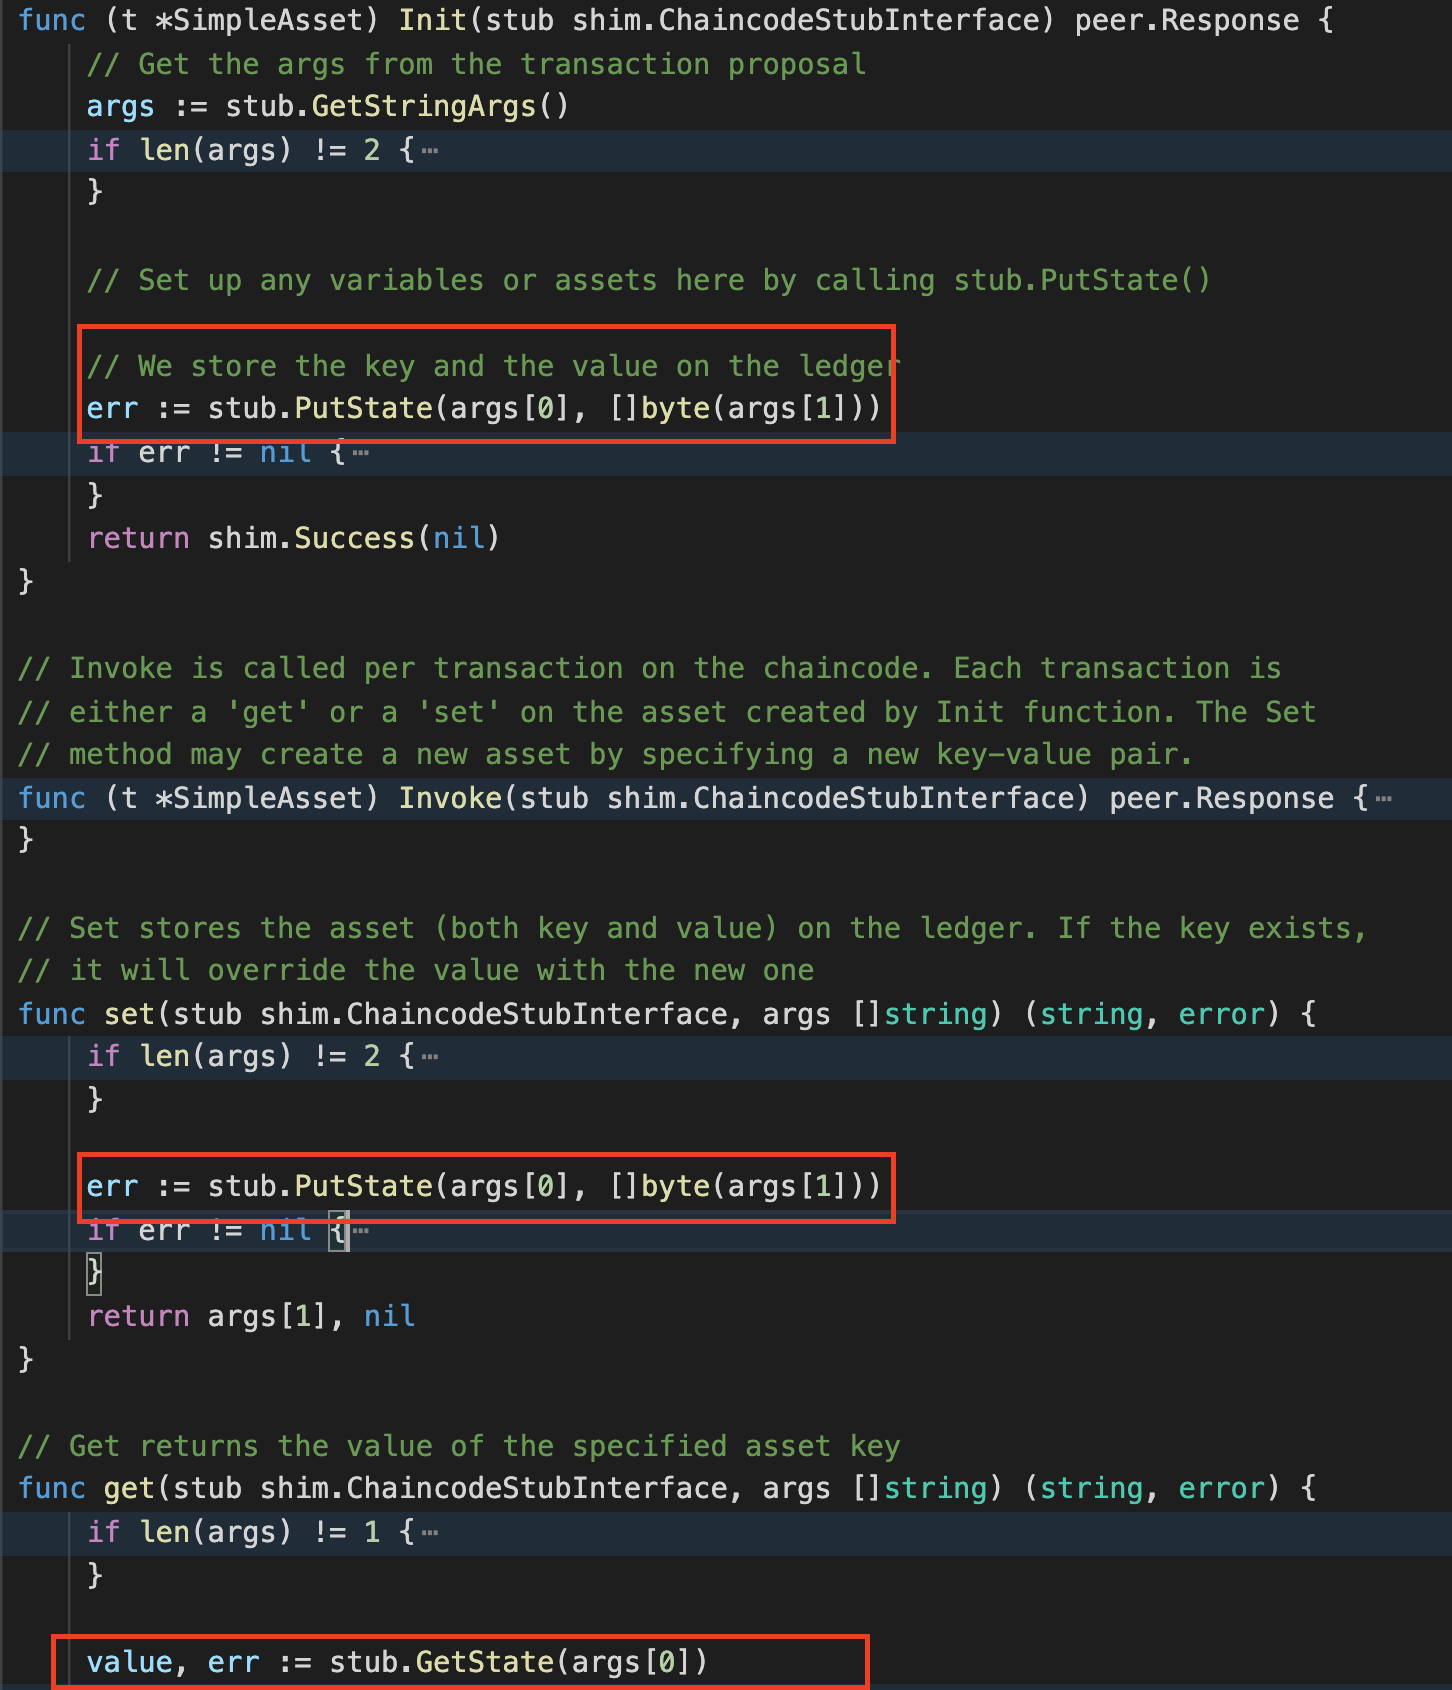 func (t *SimpleAsset) Init(stub shim.ChaincodeStubInterface) peer.Response {
// Get the args from the transaction proposal
args := stub.GetStringArgs()
if len(args) != 2 {⋯
}
// Set up any variables or assets here by calling stub.PutState()
// We store the key and the value on the ledger
err := stub.PutState(args[0], []byte(args[1]))
if err != nil {⋯
}
return shim.Success(nil)
}
// Invoke is called per transaction on the chaincode. Each transaction is
// either a 'get' or a 'set' on the asset created by Init function. The Set
// method may create a new asset by specifying a new key-value pair.
func (t *SimpleAsset) Invoke(stub shim.ChaincodeStubInterface) peer.Response {⋯
}
// Set stores the asset (both key and value) on the ledger. If the key exists,
// it will override the value with the new one
func set(stub shim.ChaincodeStubInterface, args []string) (string, error) {
if len(args) != 2 {⋯
}
err := stub.PutState(args[0], []byte(args[1]))
if err != nil {⋯
}
return args[1], nil
}
// Get returns the value of the specified asset key
func get(stub shim.ChaincodeStubInterface, args []string) (string, error) {
if len(args) != 1 {⋯
}
value, err := stub.GetState(args[0])